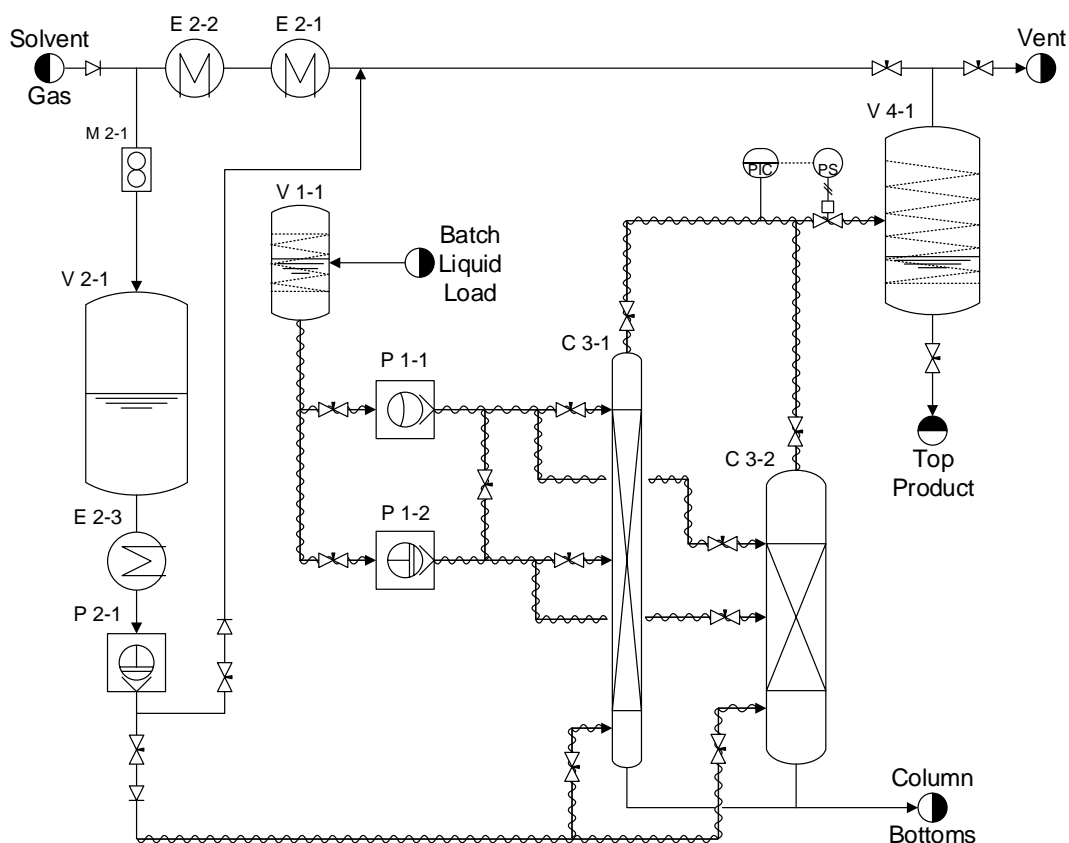 E 2-2
E 2-1
Solvent
Gas
Vent
M 2-1
V 4-1
PIC
PS
V 1-1
Batch
Liquid
Load
V 2-1
C 3-1
P 1-1
C 3-2
Top
Product
E 2-3
P 1-2
P 2-1
Column
Bottoms